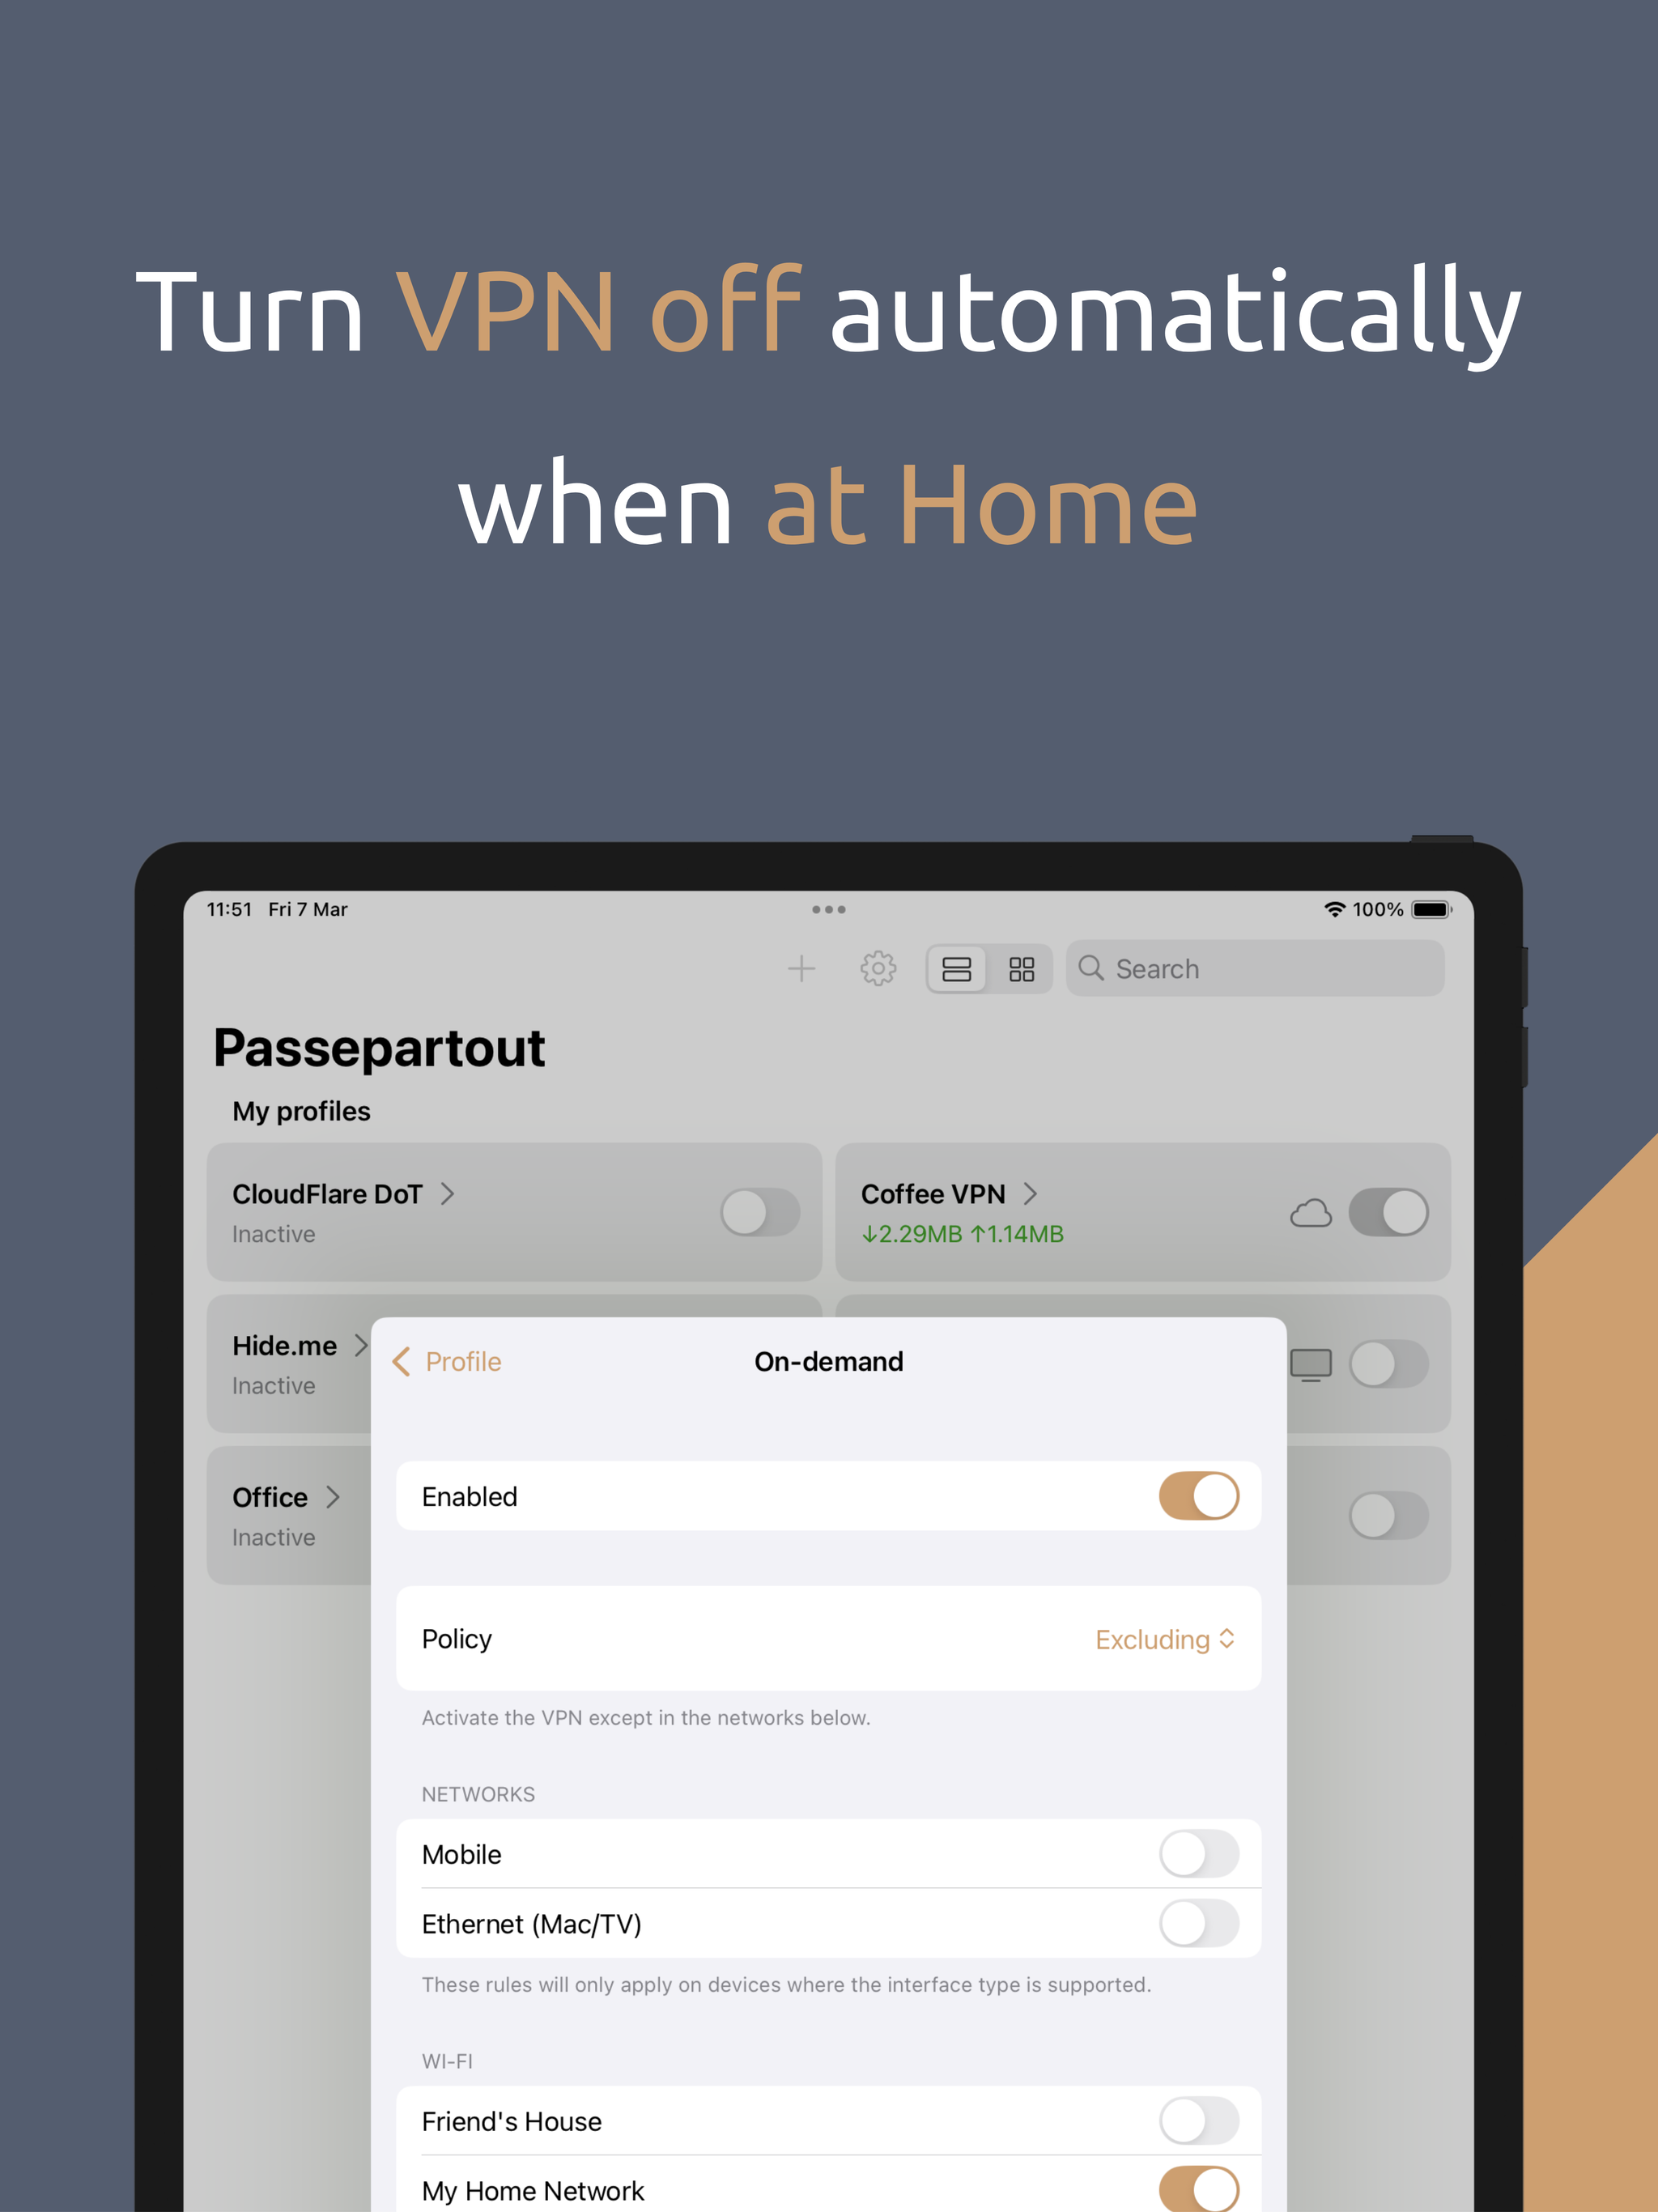 Turn VPN off automatically
when at Home
11:51 Fri 7 Mar
100%
Search
Passepartout
My profiles
CloudFlare DoT
Inactive
Coffee VPN
↓2.29MB ↑1.14MB
Hide.me
Inactive
Office
Inactive
Profile
On-demand
Enabled
Policy
Excluding
Activate the VPN except in the networks below.
NETWORKS
Mobile
Ethernet (Mac/TV)
These rules will only apply on devices where the interface type is supported.
WI-FI
Friend's House
My Home Network